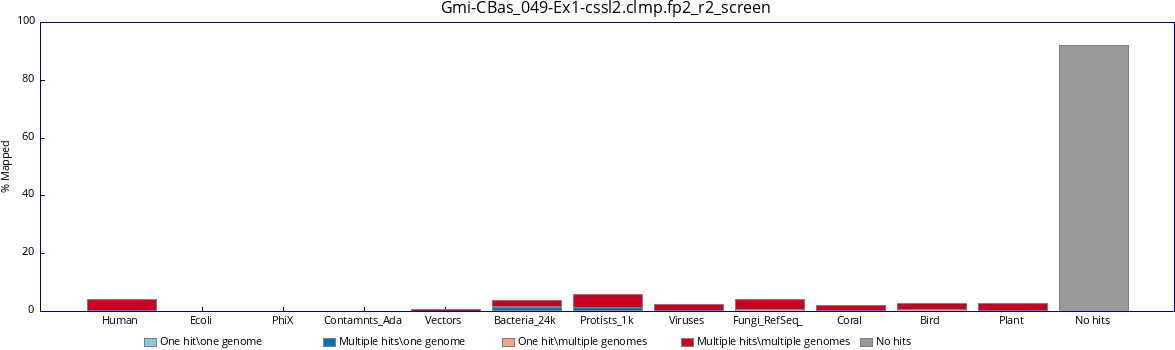 Gmi-CBas_049-Ex1-cssl2.clmp.fp2_r2_screen
100
80
60
40
20
0
% Mapped
Human Ecoli PhiX Contamnts_Ada Vectors Bacteria_24k Protists_1k Viruses Fungi_RefSeq_ Coral Bird Plant No hits
One hit\one genome Multiple hits\one genome One hit\multiple genomes Multiple hits\multiple genomes No hits